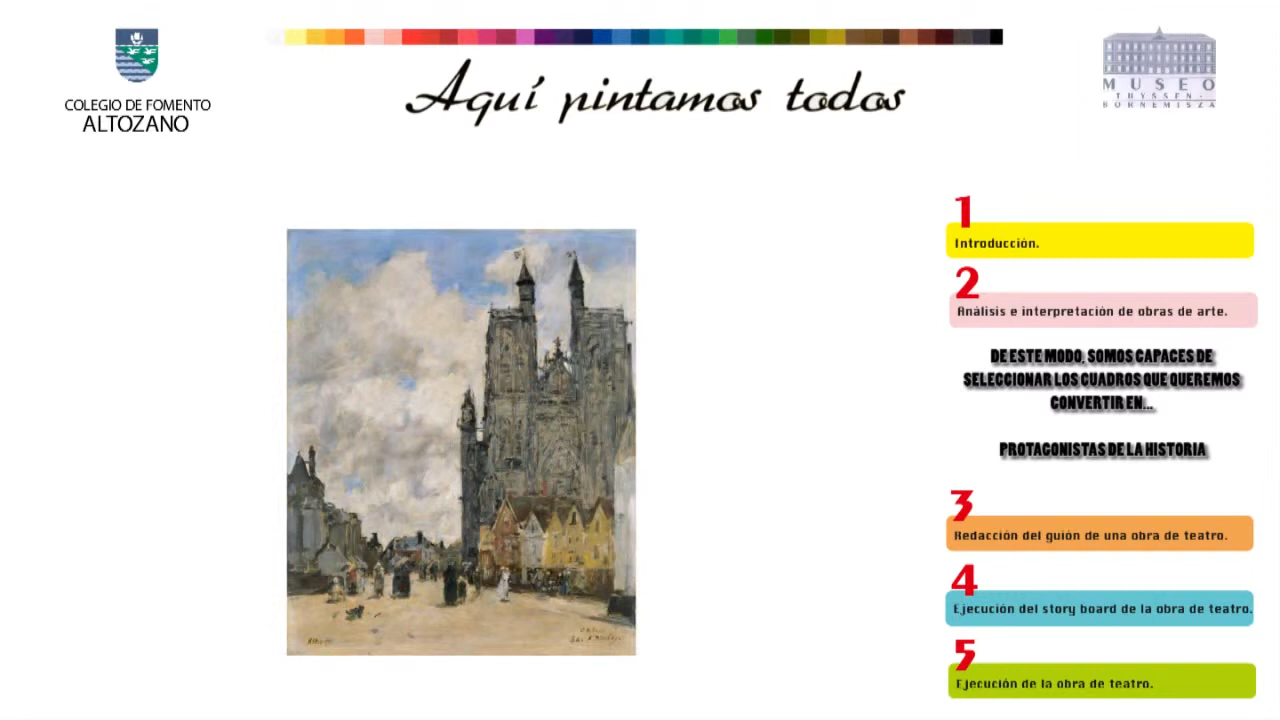 COLEGIO DE FOMENTO
ALTOZANO
Aquí pintamos todos
MUSEO
THYSSEN-
BORNEMISZA
1
Introducción.
2
Análisis e interpretación de obras de arte.
DE ESTE MODO, SOMOS CAPACES DE
SELECCIONAR LOS CUADROS QUE QUEREMOS
CONVERTIR EN...
PROTAGONISTAS DE LA HISTORIA
3
Redacción del guión de una obra de teatro.
4
Ejecución del story board de la obra de teatro.
5
Ejecución de la obra de teatro.